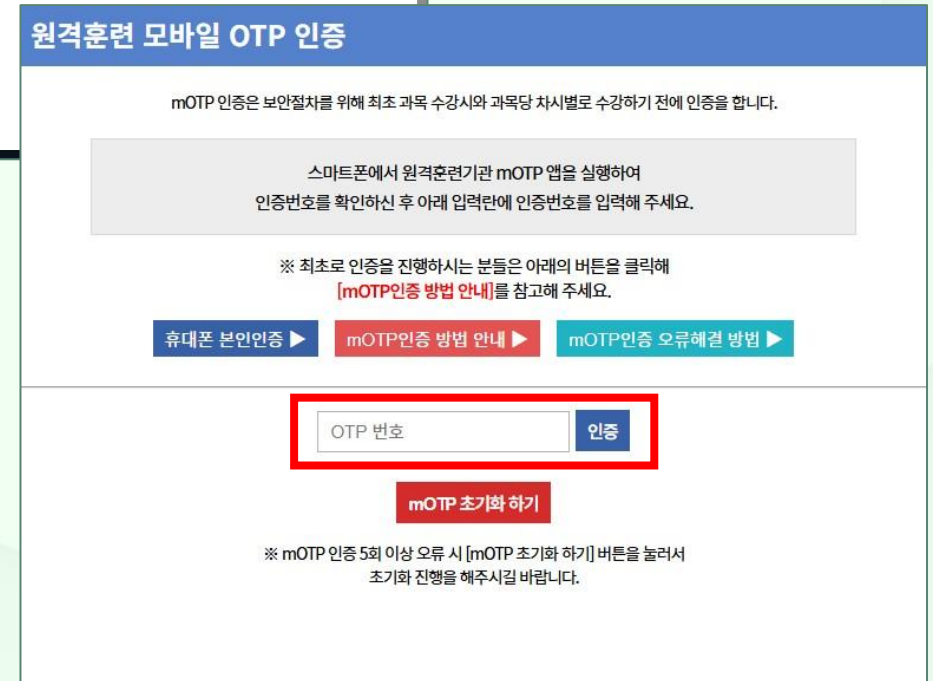 원격훈련 모바일 OTP 인증
mOTP 인증은 보안절차를 위해 최초 과목 수강시와 과목당 차시별로 수강하기 전에 인증을 합니다.
스마트폰에서 원격훈련기관 mOTP 앱을 실행하여
인증번호를 확인하신 후 아래 입력란에 인증번호를 입력해 주세요.
※ 최초로 인증을 진행하시는 분들은 아래의 버튼을 클릭해
[mOTP인증 방법 안내]를 참고해 주세요.
휴대폰 본인인증 ▶ mOTP인증 방법 안내 ▶ mOTP인증 오류해결 방법 ▶
OTP 번호 인증
mOTP 초기화 하기
※ mOTP 인증 5회 이상 오류 시 [mOTP 초기화 하기] 버튼을 눌러서
초기화 진행을 해주시길 바랍니다.